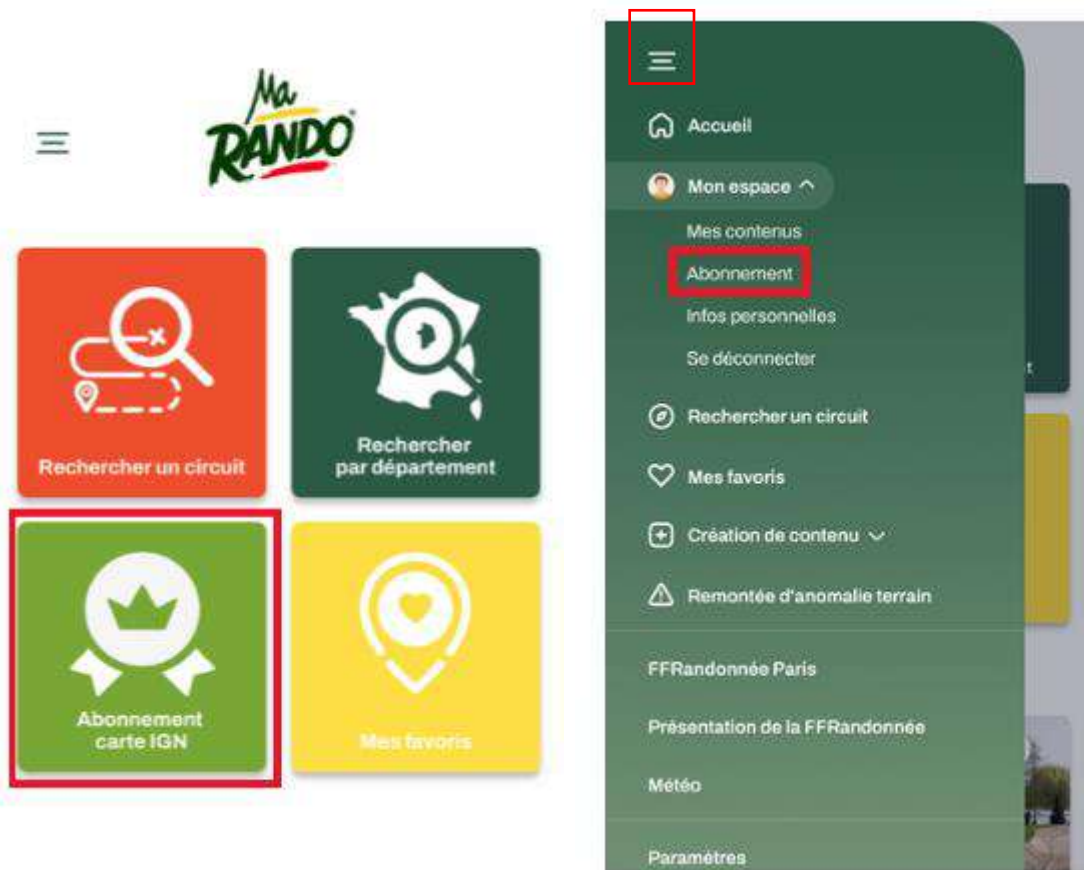 Ma
RANDO
Rechercher un circuit
Rechercher
par département
Abonnement
carte IGN
Mes favoris
Accueil
Mon espace
Mes contenus
Abonnement
Infos personnelles
Se déconnecter
Rechercher un circuit
Mes favoris
Création de contenu
Remontée d'anomalie terrain
FFRandonnée Paris
Présentation de la FFRandonnée
Météo
Paramètres
t